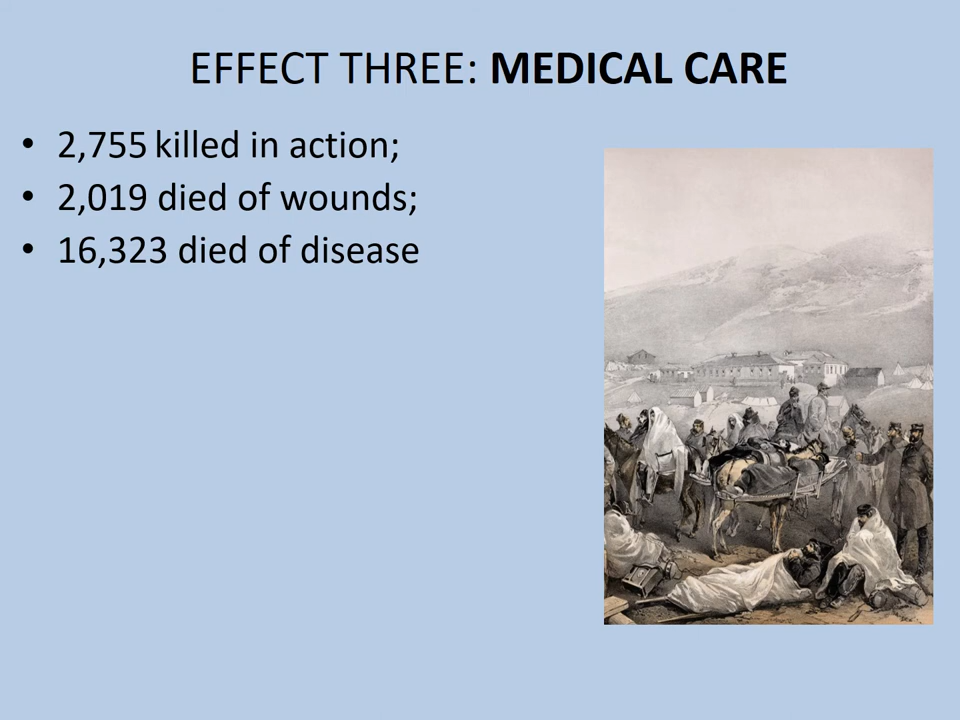 EFFECT THREE: MEDICAL CARE
• 2,755 killed in action;
• 2,019 died of wounds;
• 16,323 died of disease